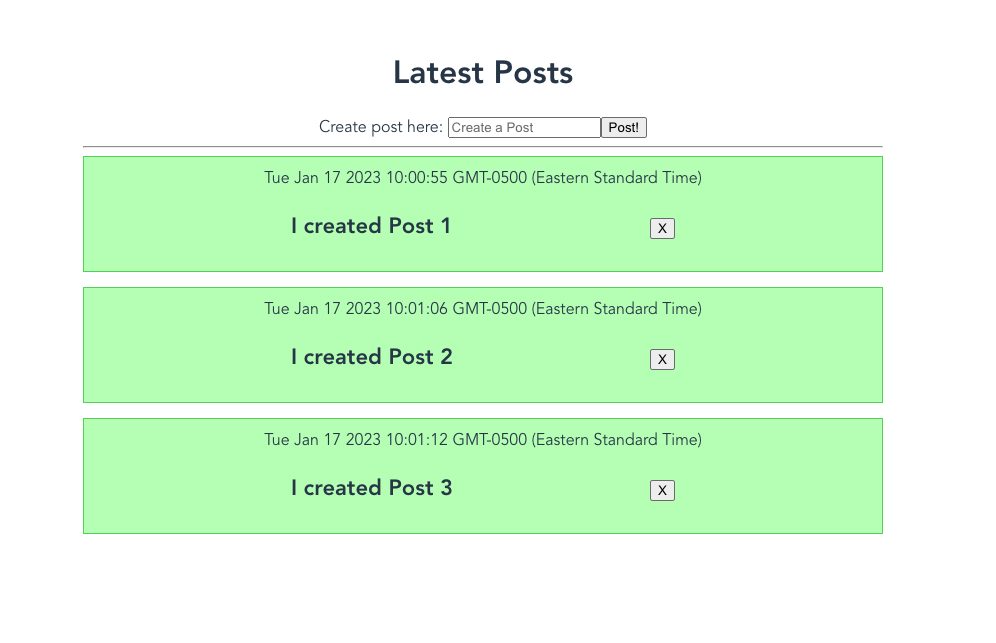 Latest Posts
Create post here: Create a Post Post!
Tue Jan 17 2023 10:00:55 GMT-0500 (Eastern Standard Time)
I created Post 1 X
Tue Jan 17 2023 10:01:06 GMT-0500 (Eastern Standard Time)
I created Post 2 X
Tue Jan 17 2023 10:01:12 GMT-0500 (Eastern Standard Time)
I created Post 3 X